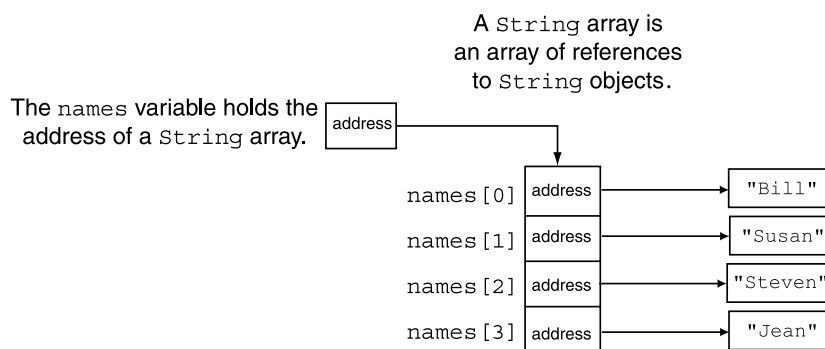 A String array is
an array of references
to String objects.
The names variable holds the
address of a String array.
address
names[0] address "Bill"
names[1] address "Susan"
names[2] address "Steven"
names[3] address "Jean"